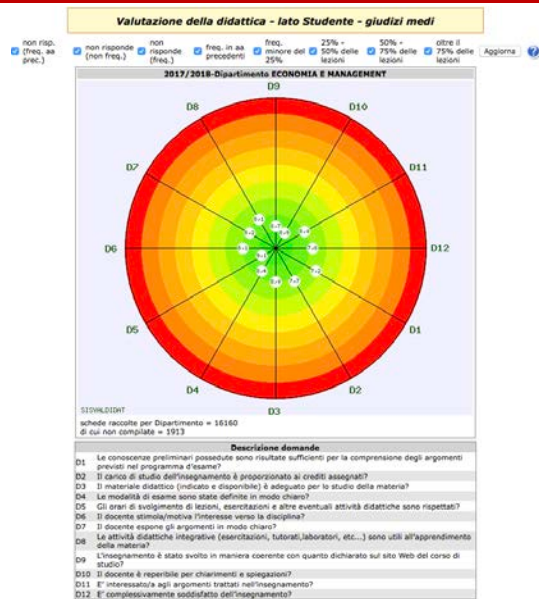 Valutazione della didattica - lato Studente - giudizi medi
non risp. (freq. aa prec.)
non risponde (non freq.)
non risponde (freq.)
freq. in aa precedenti
freq. minore del 25%
25% - 50% delle lezioni
50% - 75% delle lezioni
oltre il 75% delle lezioni
Aggiorna
?
2017/2018-Dipartimento ECONOMIA E MANAGEMENT
D9
D8
D10
D7
D11
D6
D12
D5
D1
D4
D2
D3
SISVALDIDAT
schede raccolte per Dipartimento = 16160
di cui non compilate = 1913
Descrizione domande
D1 Le conoscenze preliminari possedute sono risultate sufficienti per la comprensione degli argomenti
previsti nel programma d'esame?
D2 Il carico di studio dell'insegnamento è proporzionato ai crediti assegnati?
D3 Il materiale didattico (indicato e disponibile) è adeguato per lo studio della materia?
D4 Le modalità di esame sono state definite in modo chiaro?
D5 Gli orari di svolgimento di lezioni, esercitazioni e altre eventuali attività didattiche sono rispettati?
D6 Il docente stimola/motiva l'interesse verso la disciplina?
D7 Il docente espone gli argomenti in modo chiaro?
D8 Le attività didattiche integrative (esercitazioni, tutorati,laboratori, etc...) sono utili all'apprendimento
della materia?
D9 L'insegnamento è stato svolto in maniera coerente con quanto dichiarato sul sito Web del corso di
studio?
D10 Il docente è reperibile per chiarimenti e spiegazioni?
D11 E' interessato/a agli argomenti trattati nell'insegnamento?
D12 E' complessivamente soddisfatto dell'insegnamento?